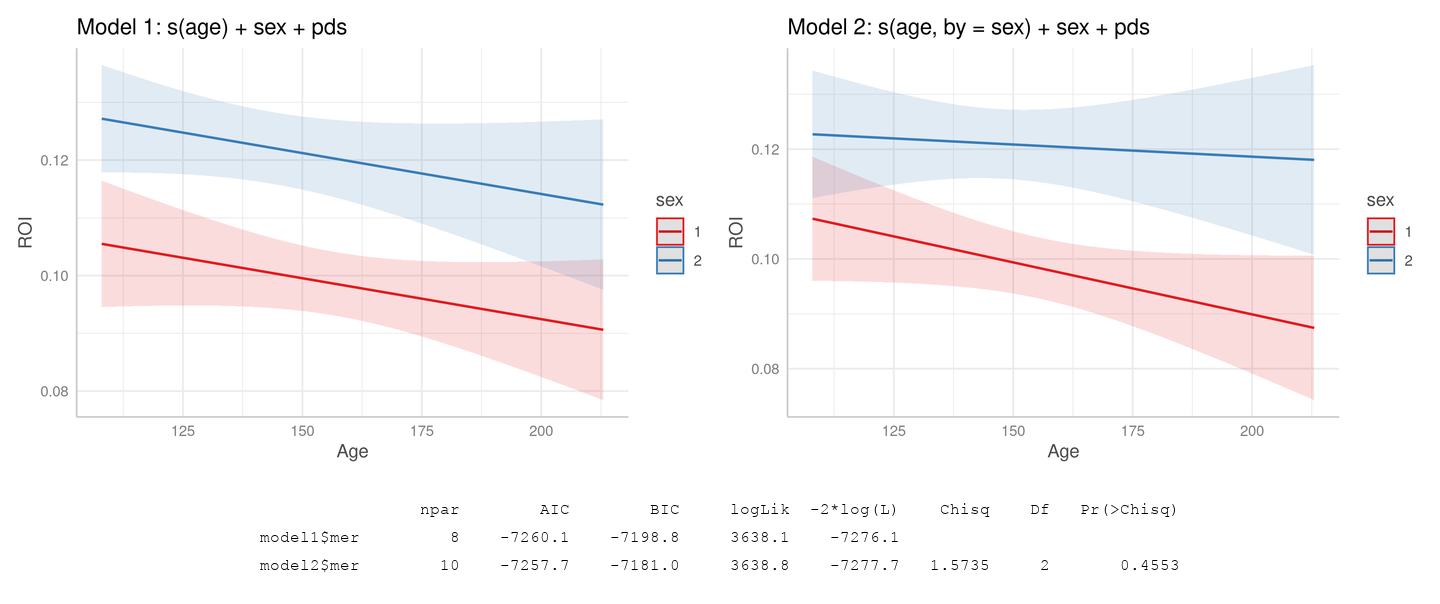 Model 1: s(age) + sex + pds
ROI
0.12
0.10
0.08
125 150 175 200
Age
sex
1
2
Model 2: s(age, by = sex) + sex + pds
ROI
0.12
0.10
0.08
125 150 175 200
Age
sex
1
2
npar AIC BIC logLik -2*log(L) Chisq Df Pr(>Chisq)
model1$mer 8 -7260.1 -7198.8 3638.1 -7276.1
model2$mer 10 -7257.7 -7181.0 3638.8 -7277.7 1.5735 2 0.4553